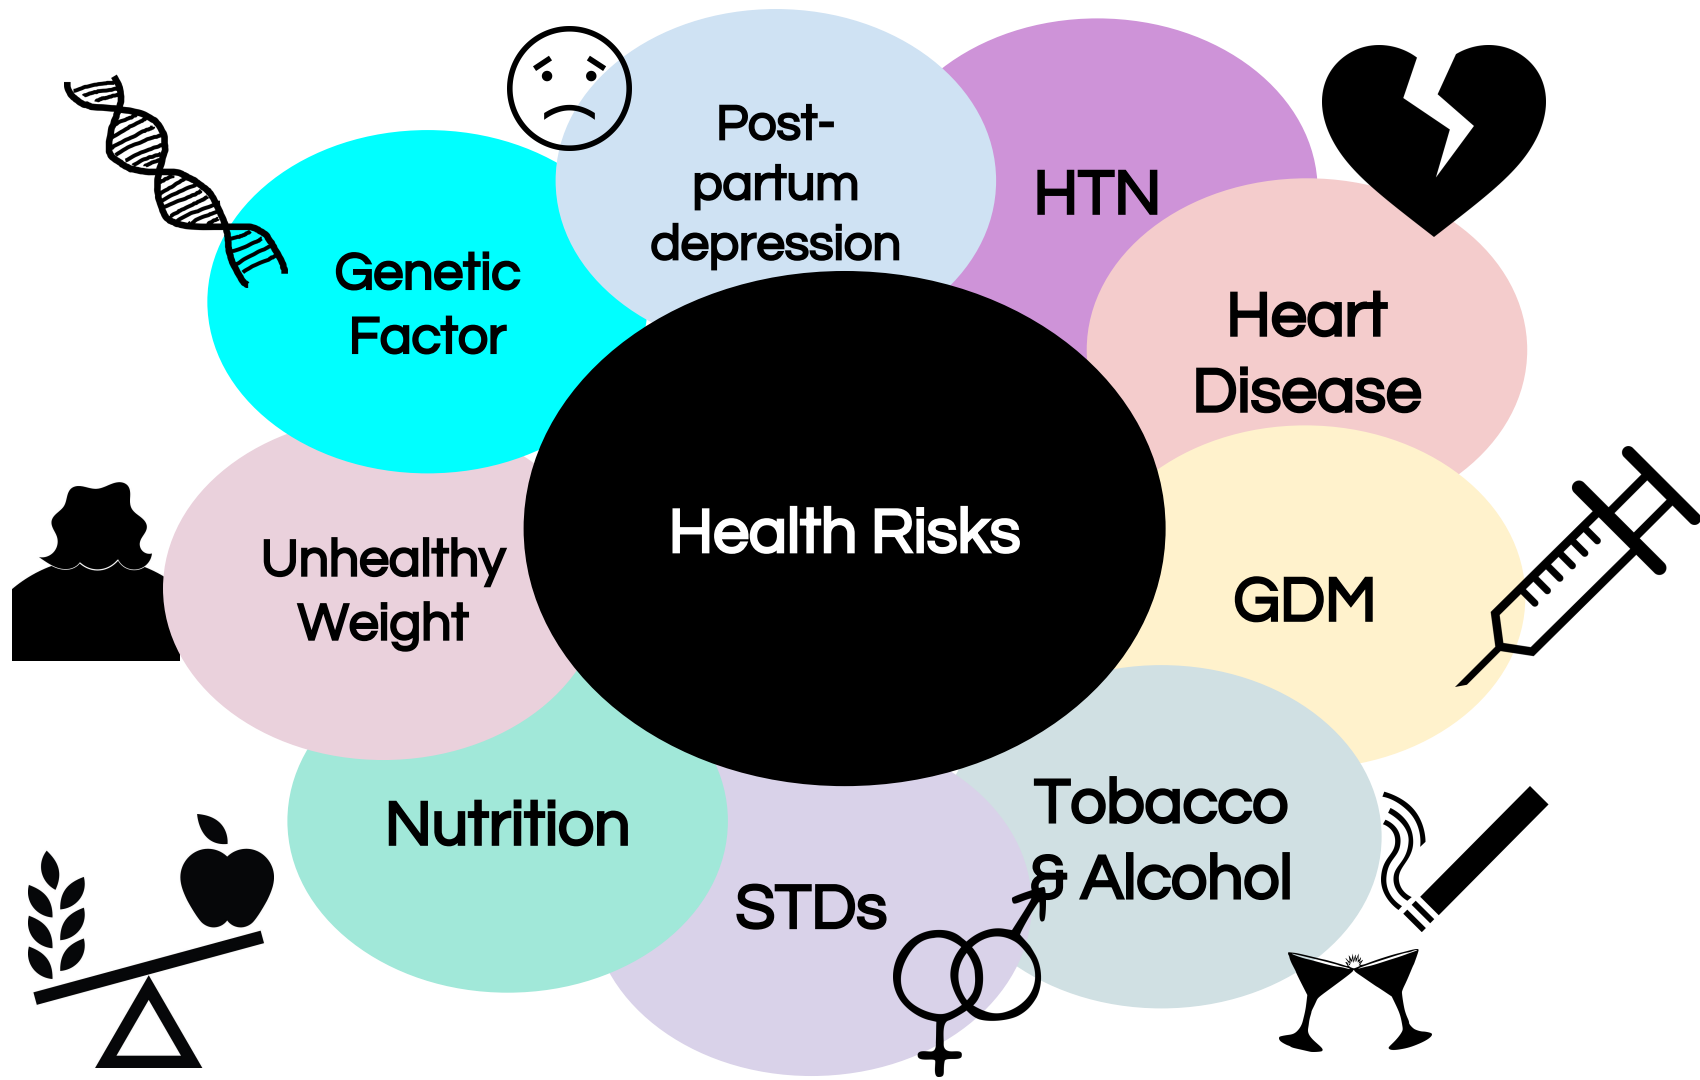 Post-
partum
depression
HTN
Heart
Disease
GDM
Tobacco
& Alcohol
STDs
Nutrition
Unhealthy
Weight
Genetic
Factor
Health Risks